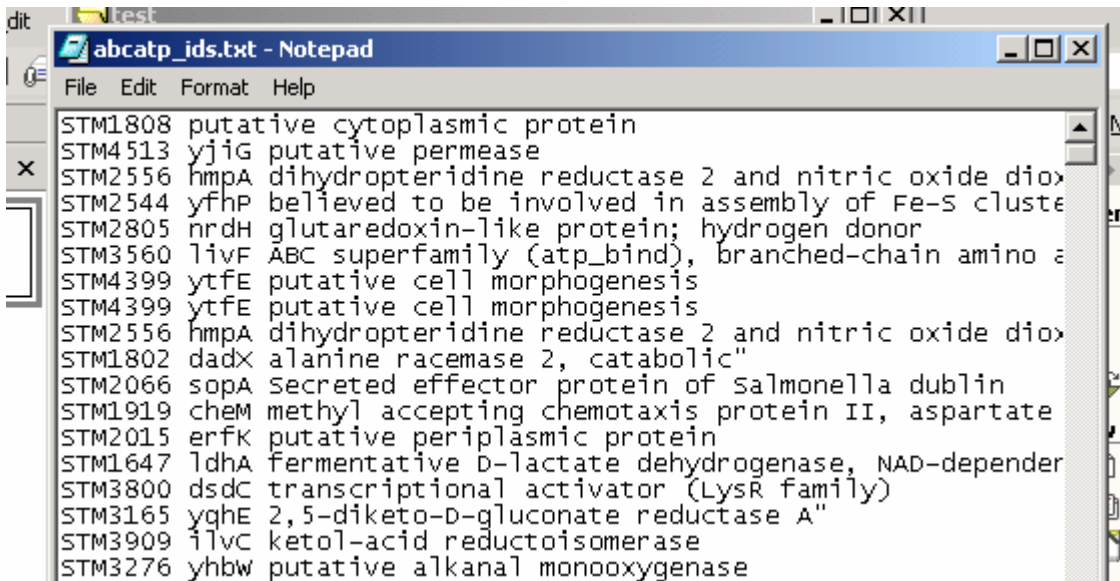 dit
test
abcatp_ids.txt - Notepad
File Edit Format Help
STM1808 putative cytoplasmic protein
STM4513 yjiG putative permease
STM2556 hmpA dihydropteridine reductase 2 and nitric oxide diox
STM2544 yfhP believed to be involved in assembly of Fe-S cluste
STM2805 nrdH glutaredoxin-like protein; hydrogen donor
STM3560 livF ABC superfamily (atp_bind), branched-chain amino a
STM4399 ytfE putative cell morphogenesis
STM4399 ytfE putative cell morphogenesis
STM2556 hmpA dihydropteridine reductase 2 and nitric oxide diox
STM1802 dadX alanine racemase 2, catabolic"
STM2066 sopA Secreted effector protein of Salmonella dublin
STM1919 cheM methyl accepting chemotaxis protein II, aspartate
STM2015 erfK putative periplasmic protein
STM1647 ldhA fermentative D-lactate dehydrogenase, NAD-dependen
STM3800 dsdC transcriptional activator (LysR family)
STM3165 yqhE 2,5-diketo-D-gluconate reductase A"
STM3909 ilvC ketol-acid reductoisomerase
STM3276 yhbW putative alkanal monooxygenase